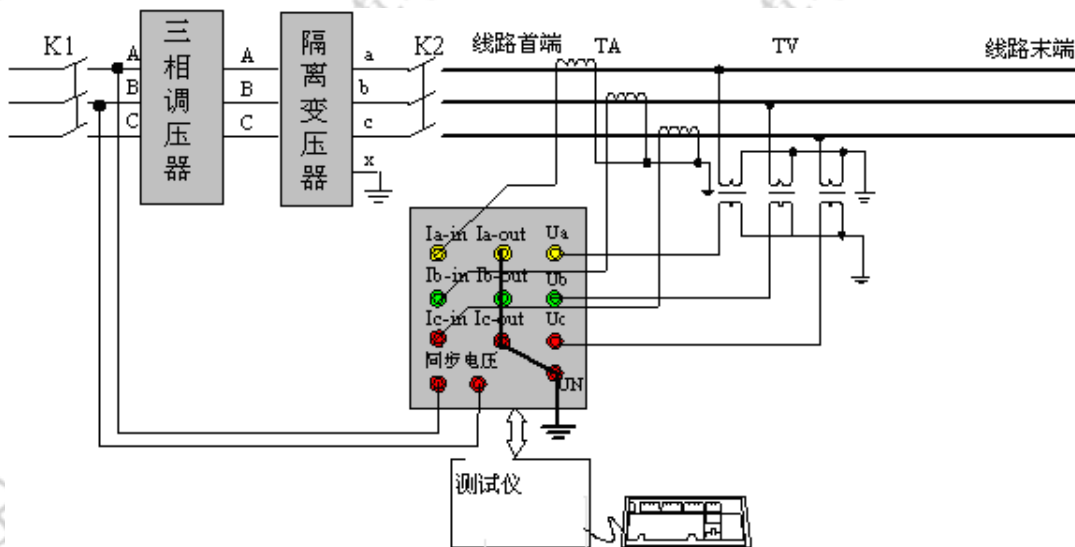 K1
三相调压器
隔离变压器
K2
线路首端
TA
TV
线路末端
A
A
a
B
B
b
C
C
c
x
Ia-in
Ia-out
Ua
Ib-in
Ib-out
Ub
Ic-in
Ic-out
Uc
同步电压
UN
测试仪